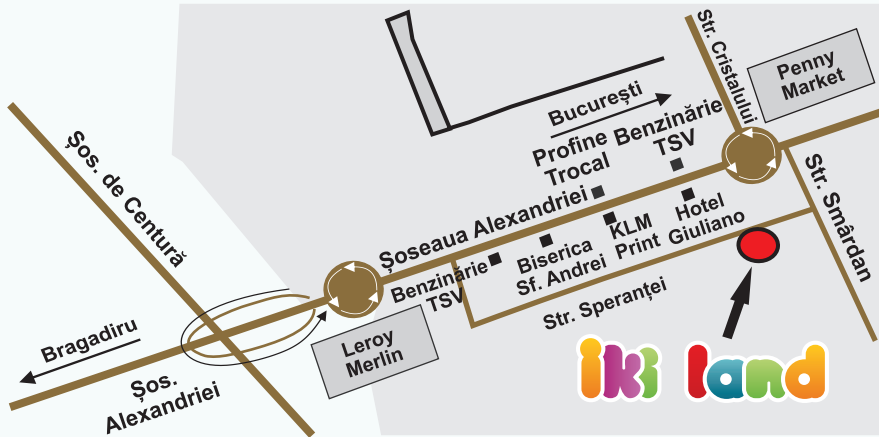 Str. Cristalului
Penny
Market
București
Benzinărie
TSV
Profine
Trocal
Șos. de Centură
Șoseaua Alexandriei
Str. Smârdan
Hotel
Giuliano
KLM
Print
Biserica
Sf. Andrei
Benzinărie
TSV
Str. Speranței
Bragadiru
Leroy
Merlin
Șos.
Alexandriei
iki land